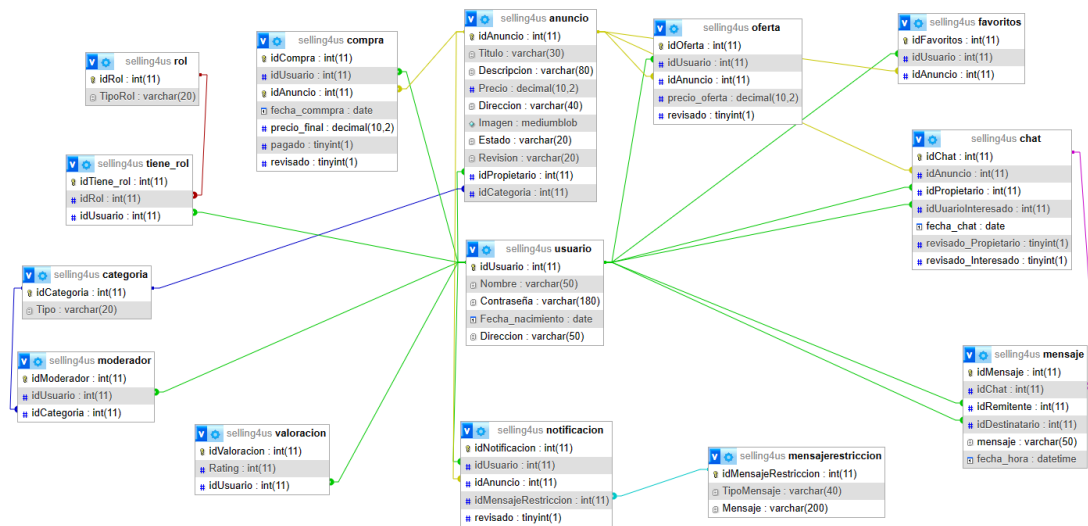 selling4us rol
idRol : int(11)
TipoRol : varchar(20)
selling4us compra
idCompra : int(11)
idUsuario : int(11)
idAnuncio : int(11)
fecha_commpra : date
precio_final : decimal(10,2)
pagado : tinyint(1)
revisado : tinyint(1)
selling4us anuncio
idAnuncio : int(11)
Titulo : varchar(30)
Descripcion : varchar(80)
Precio : decimal(10,2)
Direccion : varchar(40)
Imagen : mediumblob
Estado : varchar(20)
Revision : varchar(20)
idPropietario : int(11)
idCategoria : int(11)
selling4us oferta
idOferta : int(11)
idUsuario : int(11)
idAnuncio : int(11)
precio_oferta : decimal(10,2)
revisado : tinyint(1)
selling4us favoritos
idFavoritos : int(11)
idUsuario : int(11)
idAnuncio : int(11)
selling4us tiene_rol
idTiene_rol : int(11)
idRol : int(11)
idUsuario : int(11)
selling4us chat
idChat : int(11)
idAnuncio : int(11)
idPropietario : int(11)
idUuarioInteresado : int(11)
fecha_chat : date
revisado_Propietario : tinyint(1)
revisado_Interesado : tinyint(1)
selling4us categoria
idCategoria : int(11)
Tipo : varchar(20)
selling4us usuario
idUsuario : int(11)
Nombre : varchar(50)
Contraseña : varchar(180)
Fecha_nacimiento : date
Direccion : varchar(50)
selling4us moderador
idModerador : int(11)
idUsuario : int(11)
idCategoria : int(11)
selling4us mensaje
idMensaje : int(11)
idChat : int(11)
idRemitente : int(11)
idDestinatario : int(11)
mensaje : varchar(50)
fecha_hora : datetime
selling4us valoracion
idValoracion : int(11)
Rating : int(11)
idUsuario : int(11)
selling4us notificacion
idNotificacion : int(11)
idUsuario : int(11)
idAnuncio : int(11)
idMensajeRestriccion : int(11)
revisado : tinyint(1)
selling4us mensajerestriccion
idMensajeRestriccion : int(11)
TipoMensaje : varchar(40)
Mensaje : varchar(200)